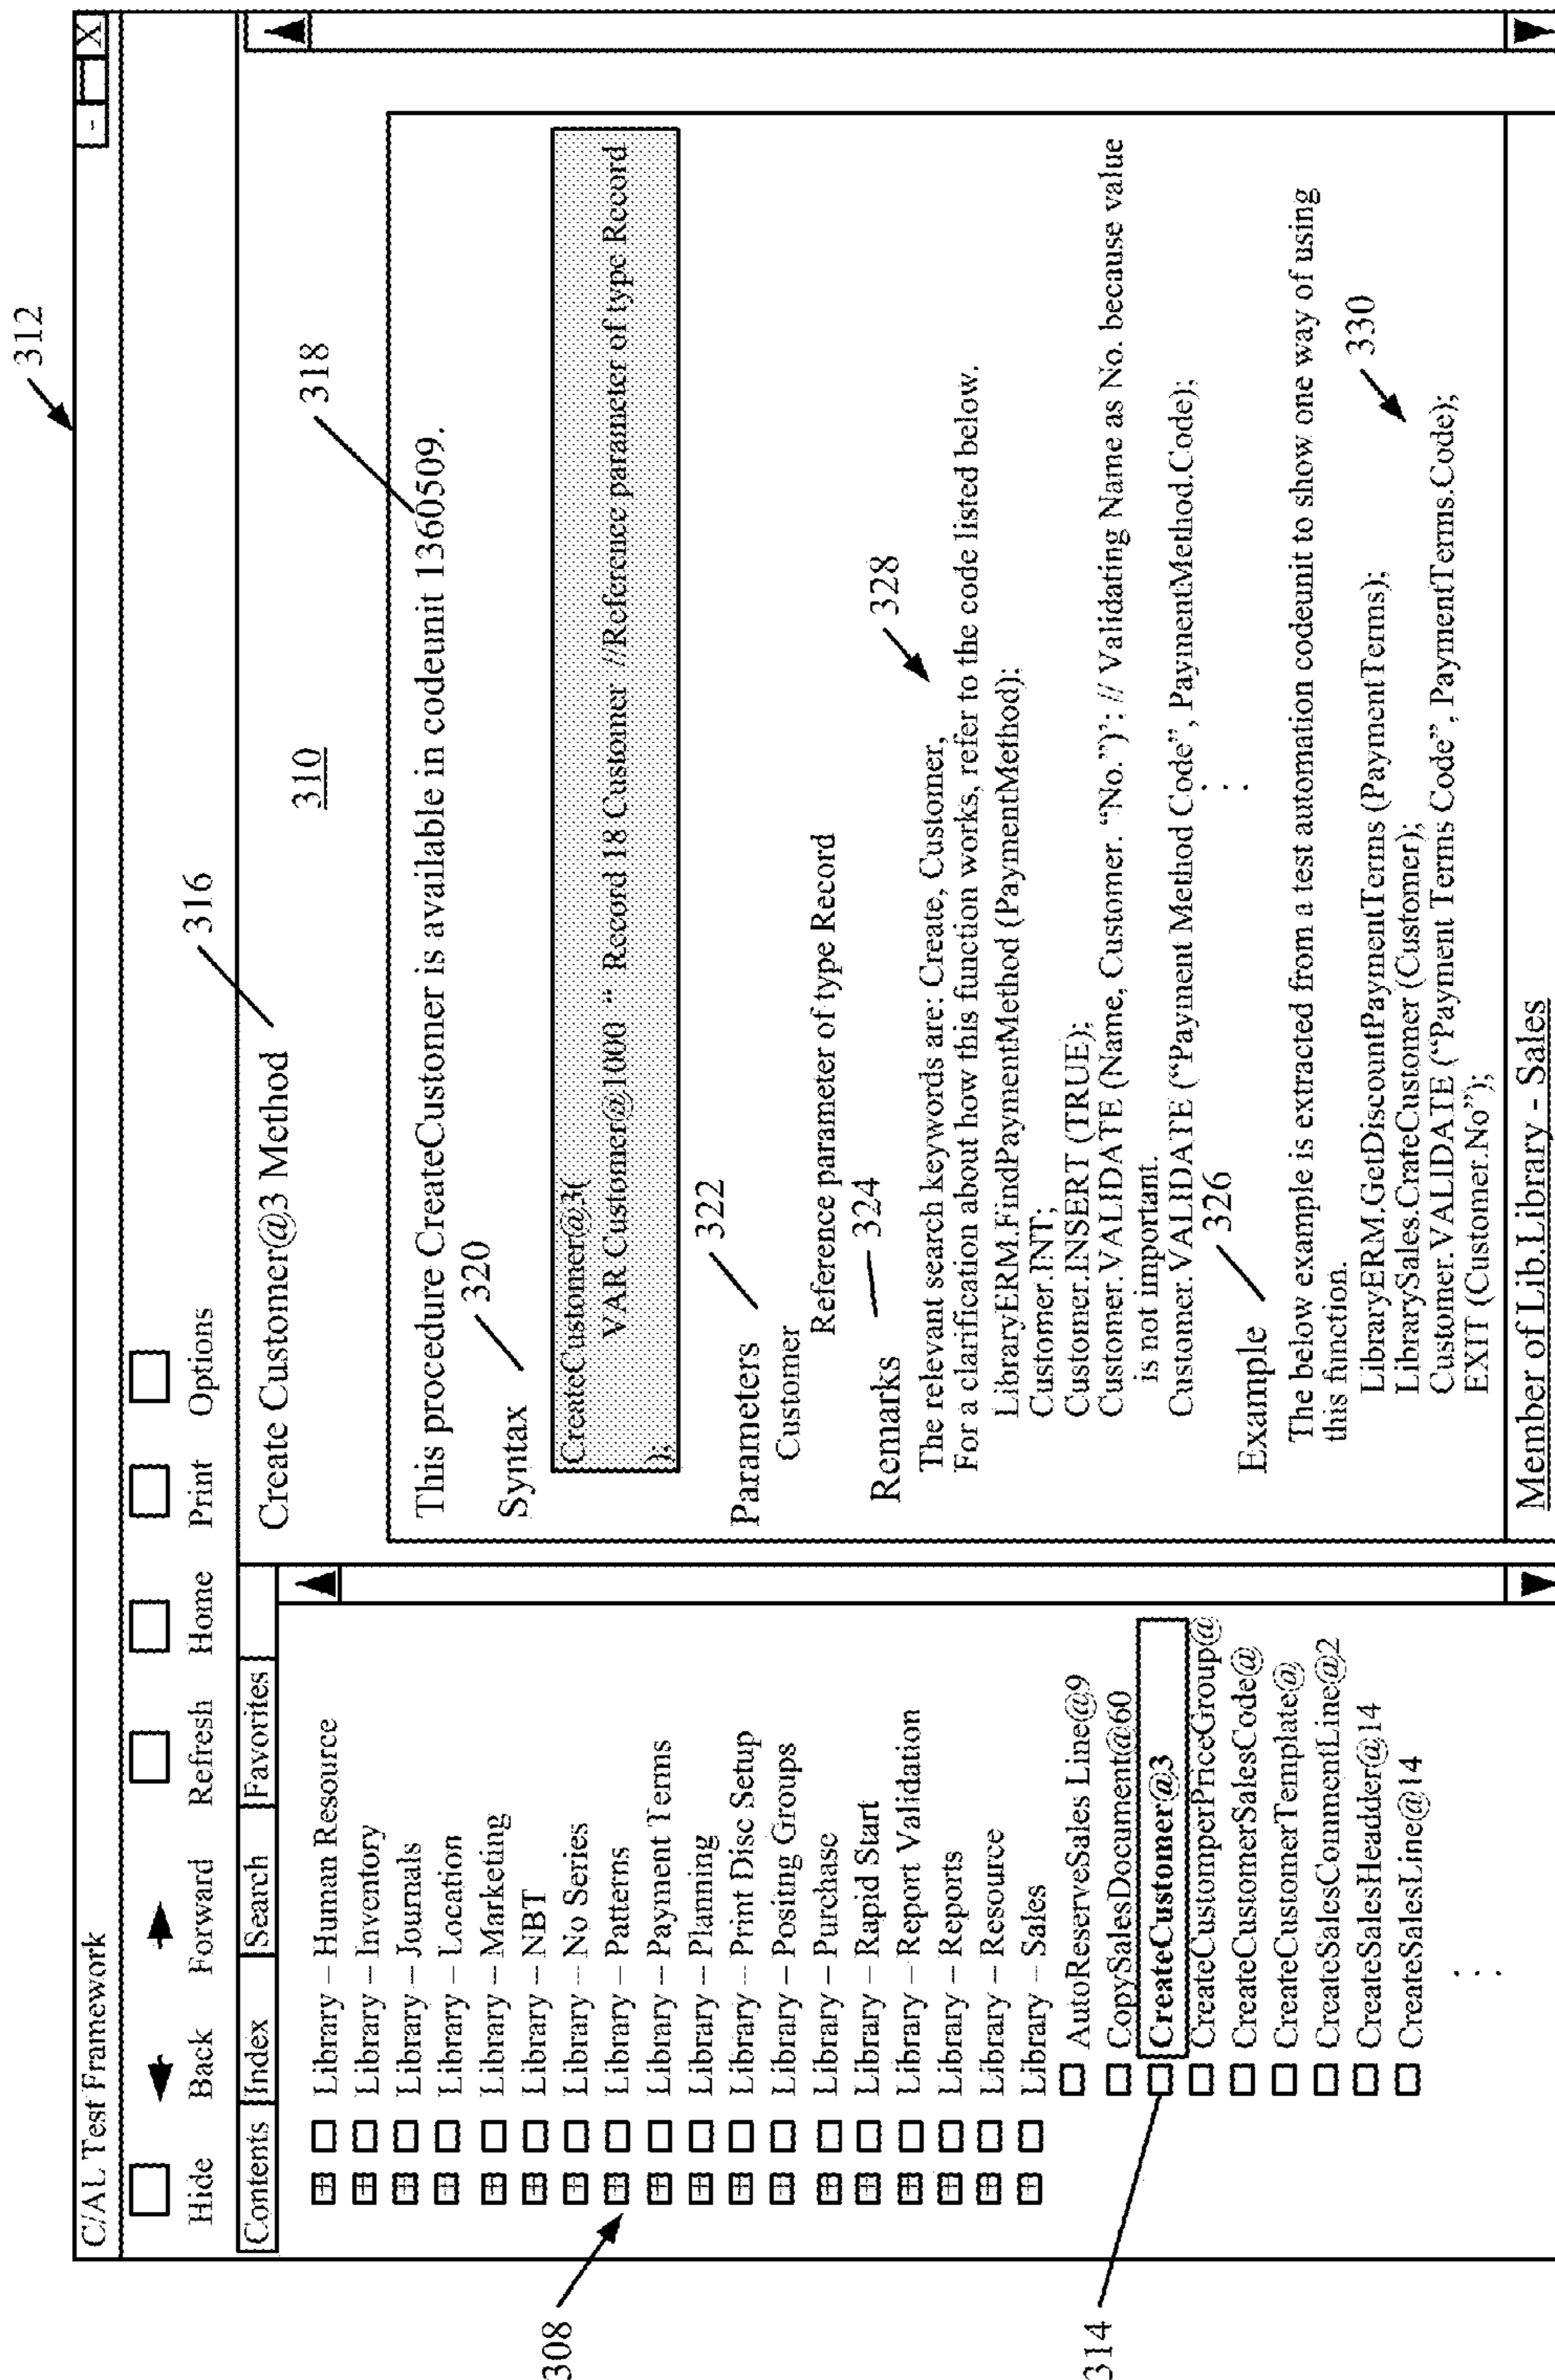 312
C/AL Test Framework
- X
Hide Back Forward Refresh Home Print Options
Contents Index Search Favorites
308
Library – Human Resource
Library – Inventory
Library – Journals
Library – Location
Library – Marketing
Library – NBT
Library – No Series
Library – Patterns
Library – Payment Terms
Library – Planning
Library – Print Disc Setup
Library – Positng Groups
Library – Purchase
Library – Rapid Start
Library – Report Validation
Library – Reports
Library – Resource
Library – Sales
AutoReserveSales Line@9
CopySalesDocument@60
314
CreateCustomer@3
CreateCustomperPriceGroup@
CreateCustomerSalesCode@
CreateCustomerTemplate@
CreateSalesCommentLine@2
CreateSalesHeadder@14
CreateSalesLine@14
Create Customer@3 Method
316
310
318
This procedure CreateCustomer is available in codeunit 1360509.
320
Syntax
CreateCustomer@3(
VAR Customer@1000 “ Record 18 Customer //Reference parameter of type Record
);
322
Parameters
Customer
Reference parameter of type Record
Remarks 324
328
The relevant search keywords are: Create, Customer,
For a clarification about how this function works, refer to the code listed below.
LibraryERM.FindPaymentMethod (PaymentMethod);
Customer.INT;
Customer.INSERT (TRUE);
Customer.VALIDATE (Name, Customer. “No.”)’: // Validating Name as No. because value
is not important.
Customer.VALIDATE (“Payment Method Code”, PaymentMethod.Code);
326
Example
The below example is extracted from a test automation codeunit to show one way of using
this function.
330
LibraryERM.GetDiscountPaymentTerms (PaymentTerms);
LibrarySales.CrateCustomer (Customer);
Customer.VALIDATE (“Payment Terms Code”, PaymentTerms.Code);
EXIT (Customer.No”);
Member of Lib.Library - Sales